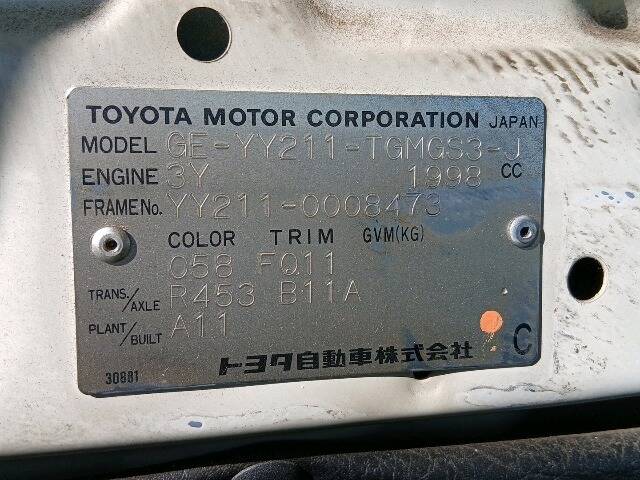 TOYOTA MOTOR CORPORATION JAPAN
MODEL GE-YY211-TGMGS3-J
ENGINE 3Y 1998 CC
FRAME No. YY211-0008473
COLOR TRIM GVM(KG)
058 FQ11
TRANS./AXLE R453 B11A
PLANT/BUILT A11
トヨタ自動車株式会社 C
30881